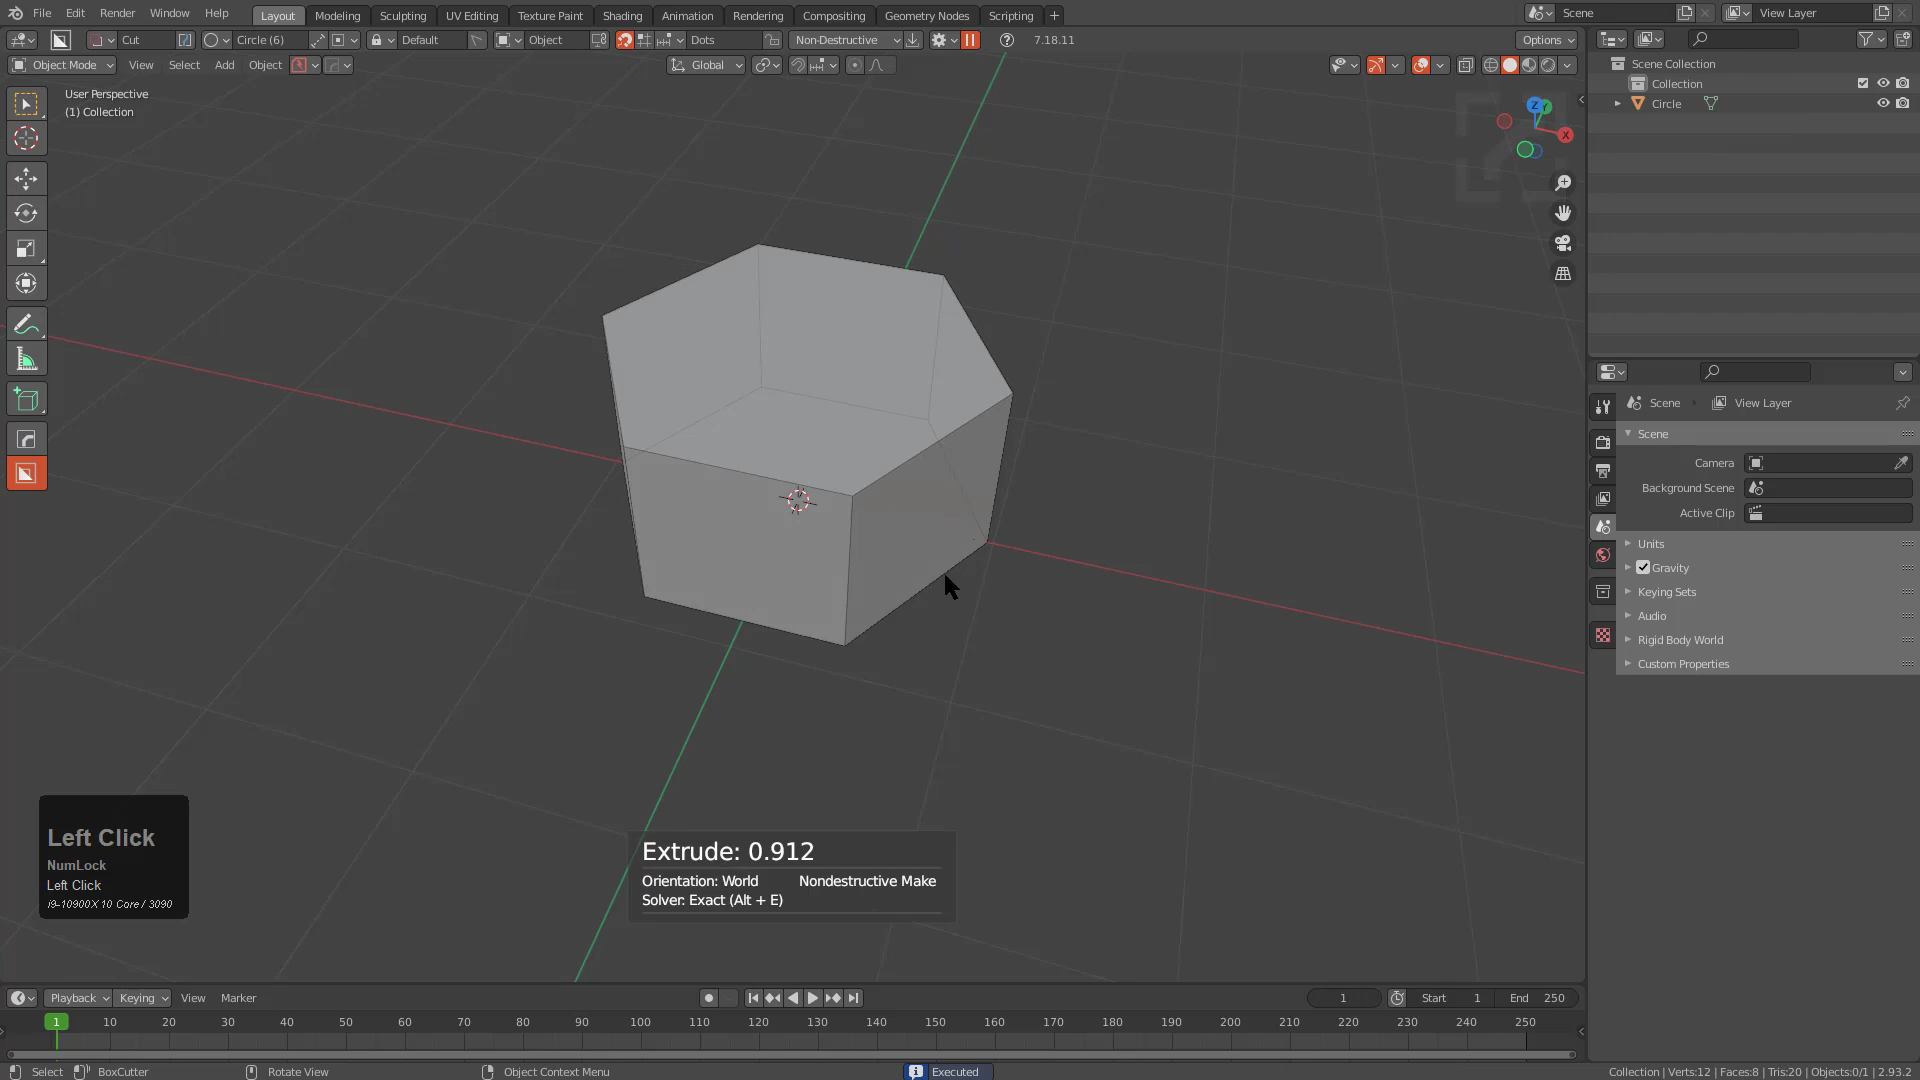 File Edit Render Window Help Layout Modeling Sculpting UV Editing Texture Paint Shading Animation Rendering Compositing Geometry Nodes Scripting + Scene View Layer
Cut Circle (6) Default Object Dots Non-Destructive 7.18.11 Options
Object Mode View Select Add Object Global
User Perspective
(1) Collection
Z Y X
Scene Collection
Collection
Circle
Scene View Layer
Scene
Camera
Background Scene
Active Clip
Units
Gravity
Keying Sets
Audio
Rigid Body World
Custom Properties
Left Click
NumLock
Left Click
i9-10900X 10 Core / 3090
Extrude: 0.912
Orientation: World Nondestructive Make
Solver: Exact (Alt + E)
Playback Keying View Marker 1 Start 1 End 250
1 10 20 30 40 50 60 70 80 90 100 110 120 130 140 150 160 170 180 190 200 210 220 230 240 250
Select BoxCutter Rotate View Object Context Menu Executed Collection | Verts:12 | Faces:8 | Tris:20 | Objects:0/1 | 2.93.2